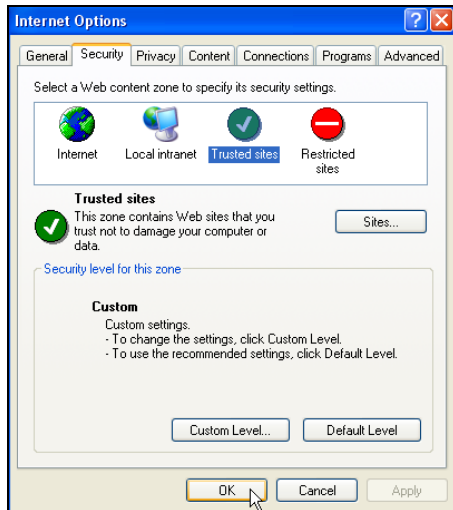 Internet Options
General Security Privacy Content Connections Programs Advanced
Select a Web content zone to specify its security settings.
Internet Local intranet Trusted sites Restricted sites
Trusted sites
This zone contains Web sites that you
trust not to damage your computer or
data.
Sites...
Security level for this zone
Custom
Custom settings.
- To change the settings, click Custom Level.
- To use the recommended settings, click Default Level.
Custom Level... Default Level
OK Cancel Apply